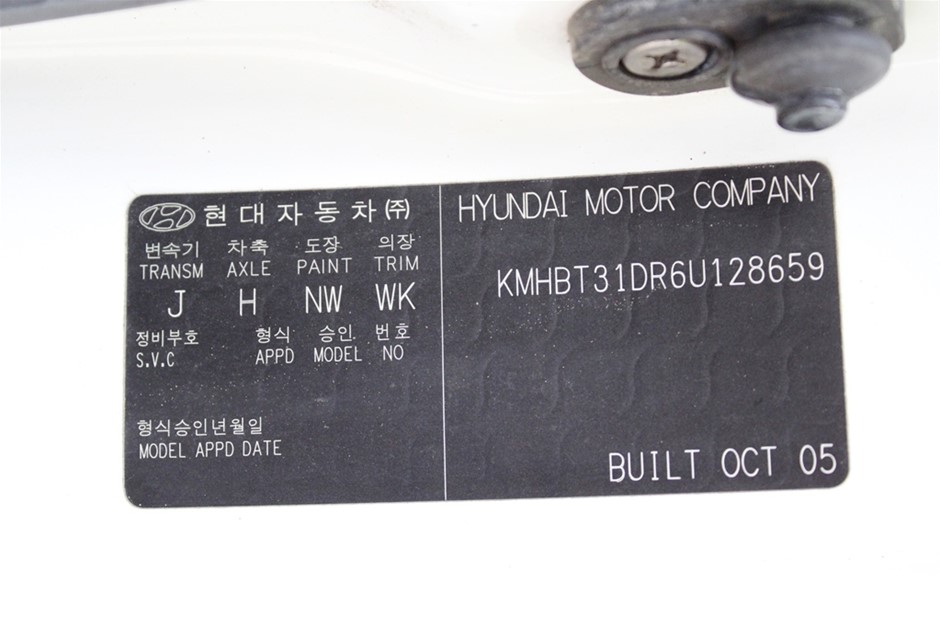 현대자동차㈜
변속기 차축 도장 의장
TRANSM AXLE PAINT TRIM
J H NW WK
정비부호 형식 승인 번호
S.V.C APPD MODEL NO
형식승인년월일
MODEL APPD DATE
HYUNDAI MOTOR COMPANY
KMHBT31DR6U128659
BUILT OCT 05